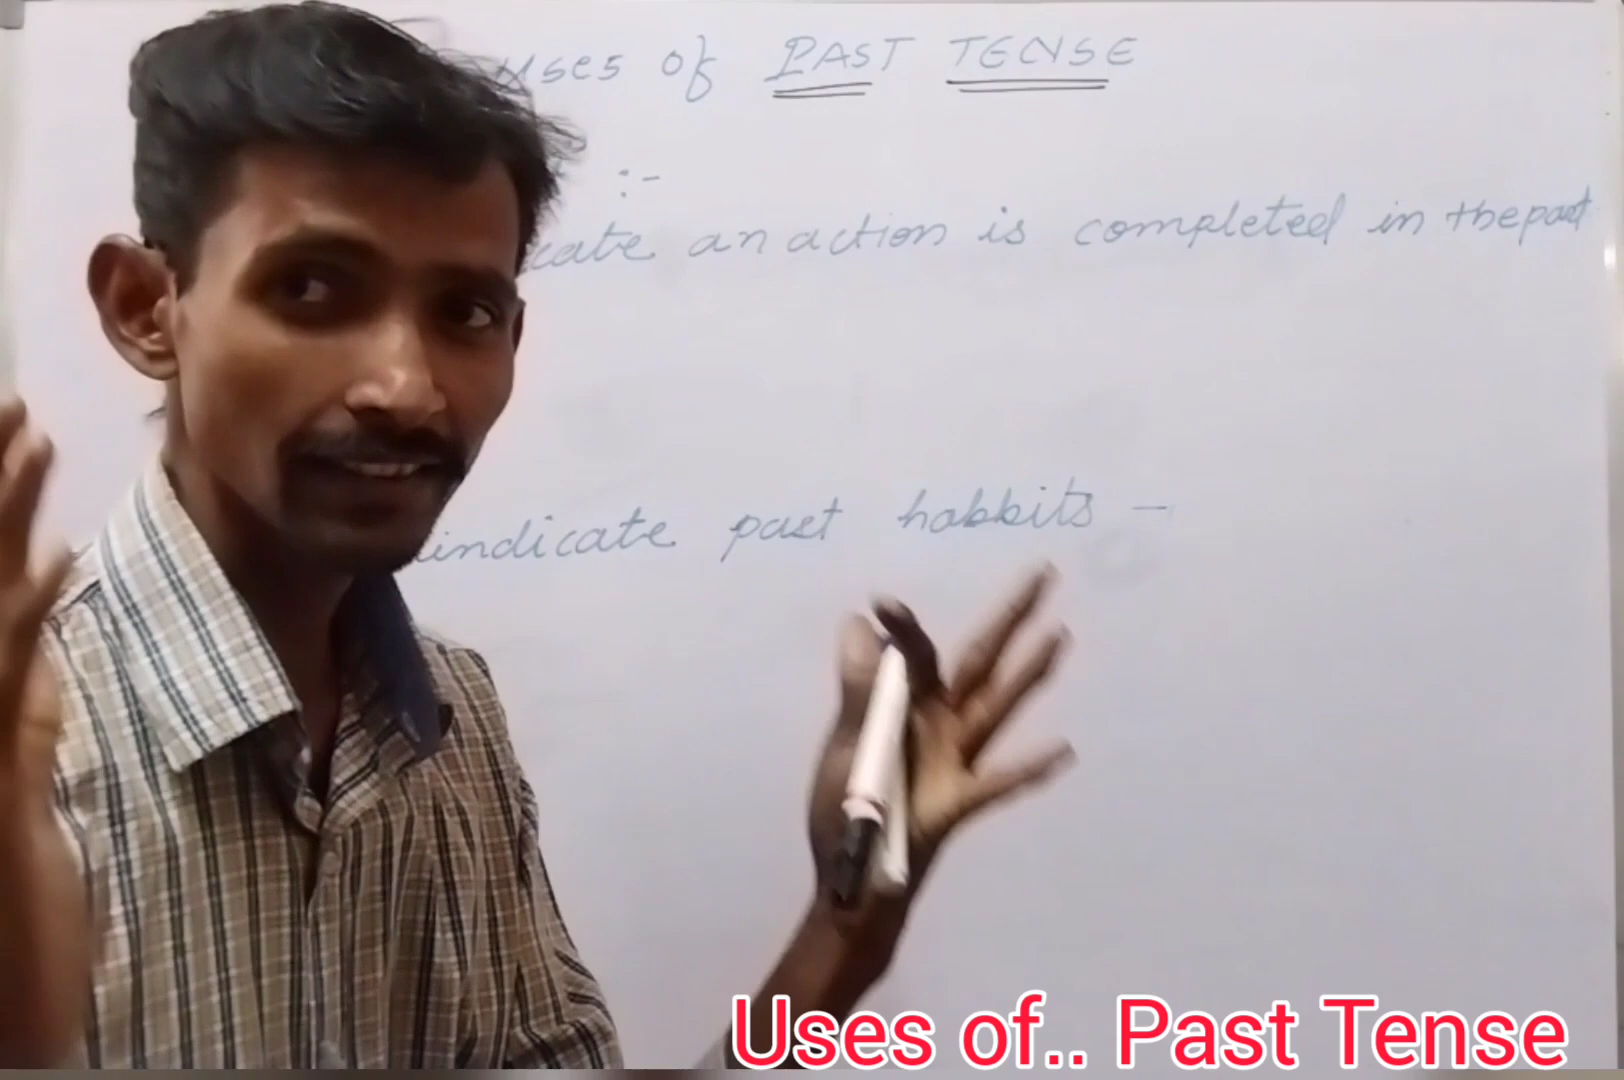 uses of PAST TENSE
:-
cate an action is completed in the past
indicate past habbits -
Uses of.. Past Tense